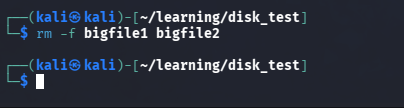 ┌──(kali㉿kali)-[~/learning/disk_test]
└─$ rm -f bigfile1 bigfile2
┌──(kali㉿kali)-[~/learning/disk_test]
└─$